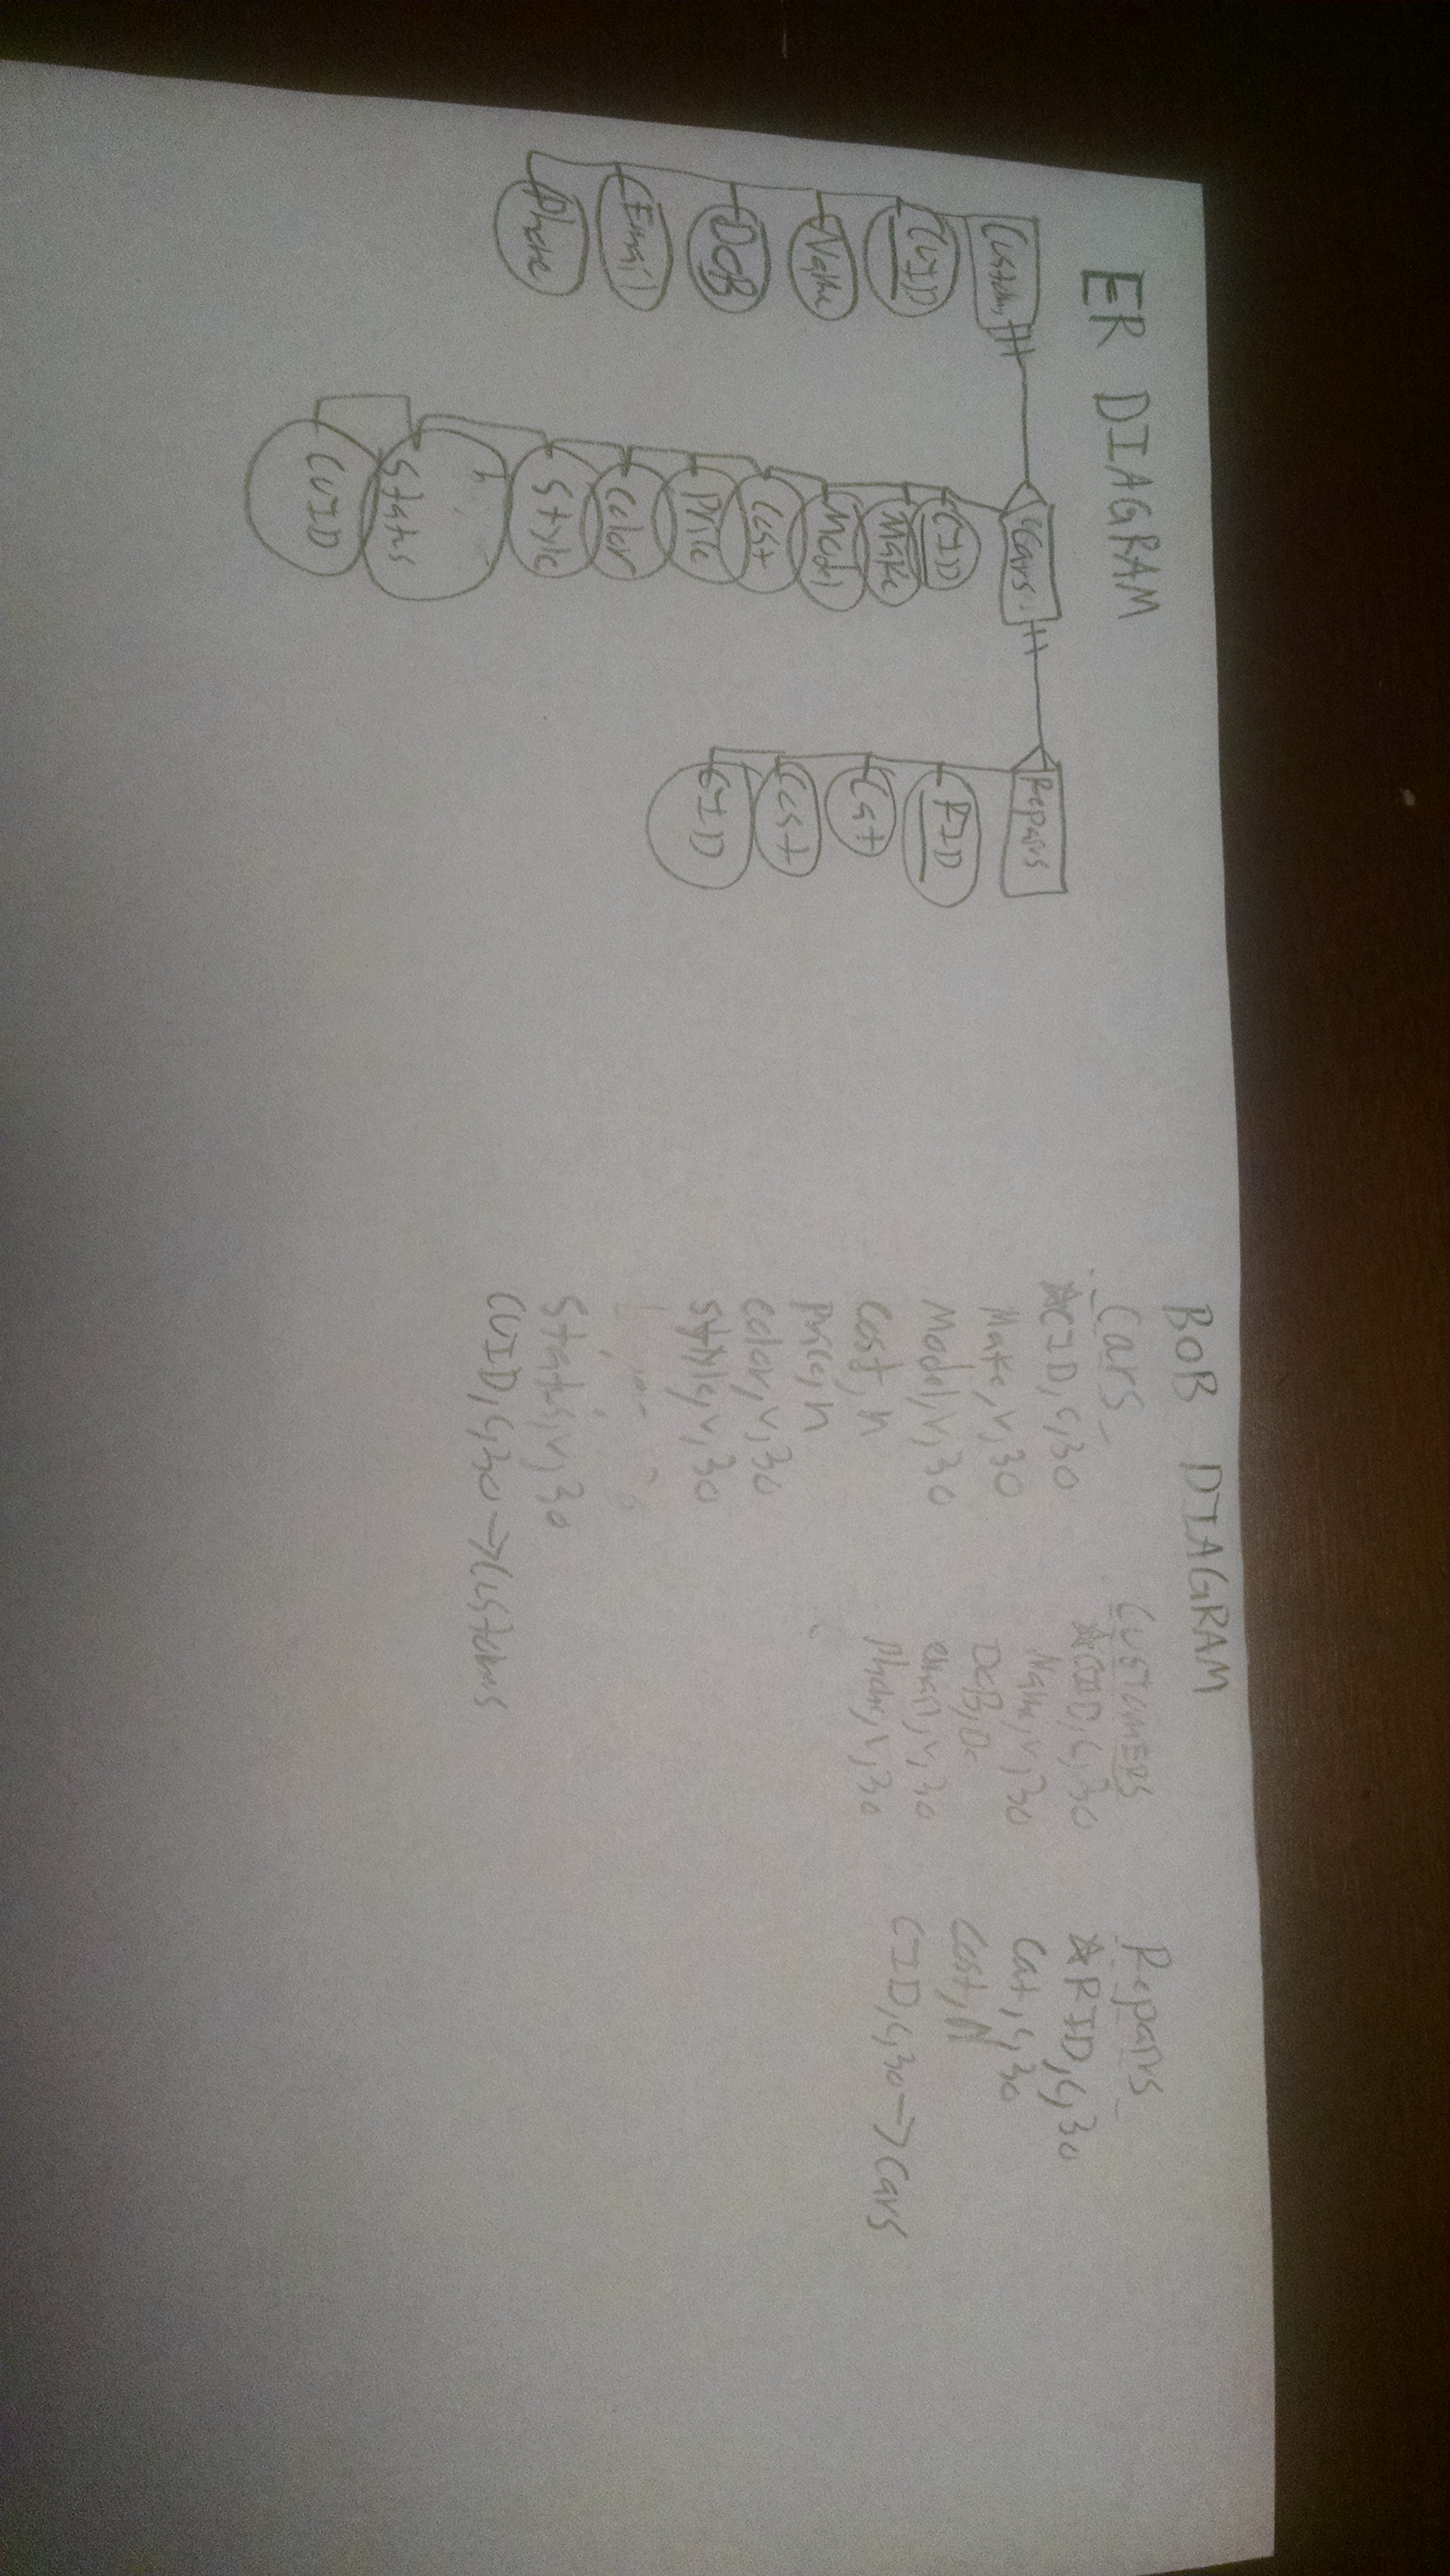 ER DIAGRAM
Cars
Repairs
CUID
Name
DOB
Email
Phone
CID
Make
Model
Cost
Price
Color
Style
Status
CUID
RID
Cat
Cost
CID
BOB DIAGRAM
Cars
☆CID,c,30
Make,v,30
Model,v,30
Cost,n
Price,n
Color,v,30
Style,v,30
Status,v,30
CUID,c,30→Customs
CUSTOMERS
☆CUID,c,30
Name,v,30
DOB,D
email,v,30
Phone,v,30
Repairs
☆RID,c,30
Cat,c,30
Cost,N
CID,c,30→Cars